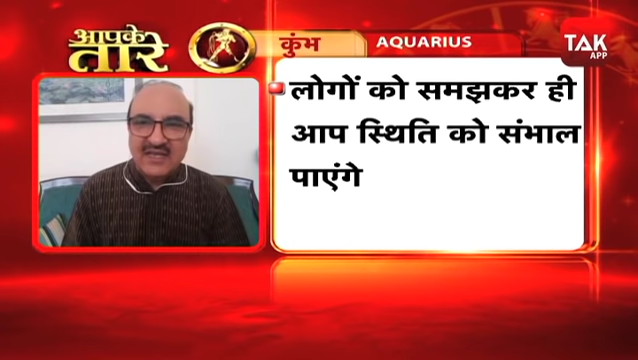 आपके
तारे
कुंभ
AQUARIUS
TAK
APP
लोगों को समझकर ही
आप स्थिति को संभाल
पाएंगे